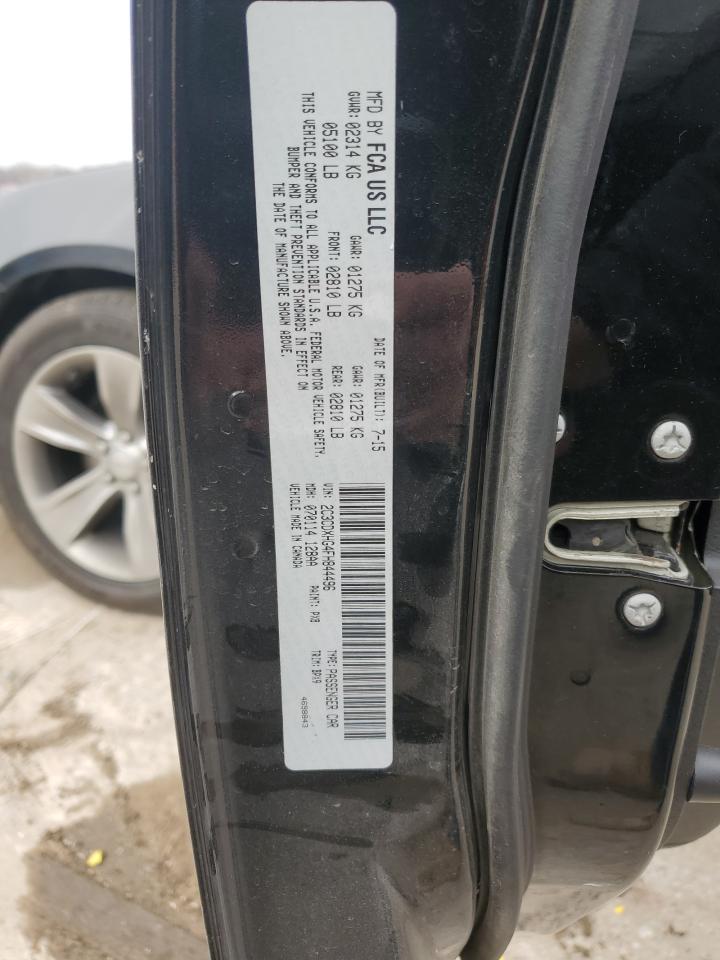 MFD BY FCA US LLC
DATE OF MFR(BUILT): 7-15
GVWR: 02314 KG
GAWR: 01275 KG
GAWR: 01275 KG
05100 LB
FRONT: 02810 LB
REAR: 02810 LB
THIS VEHICLE CONFORMS TO ALL APPLICABLE U.S.A. FEDERAL MOTOR VEHICLE SAFETY,
BUMPER AND THEFT PREVENTION STANDARDS IN EFFECT ON
THE DATE OF MANUFACTURE SHOWN ABOVE.
VIN: 2C3CDXHG4FH844496
TYPE: PASSENGER CAR
MDH: 070114 128AA
PAINT: PX8
TRIM: BPX9
VEHICLE MADE IN CANADA
4698843